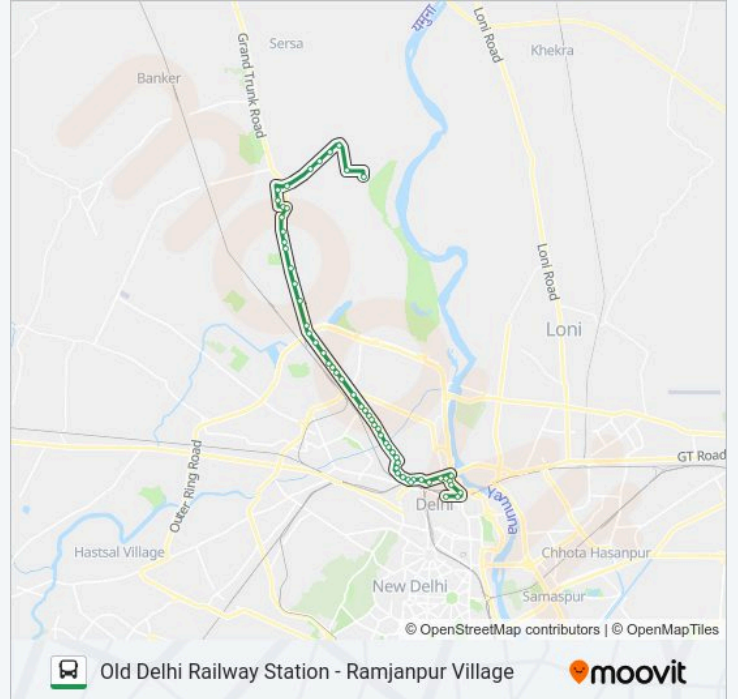 यमुना
Loni Road
Sersa
Khekra
Banker
Grand Trunk Road
Loni Road
Loni
Outer Ring Road
GT Road
Delhi
Yamuna
Hastsal Village
Chhota Hasanpur
New Delhi
Samaspur
© OpenStreetMap contributors | © OpenMapTiles
Old Delhi Railway Station - Ramjanpur Village
moovit